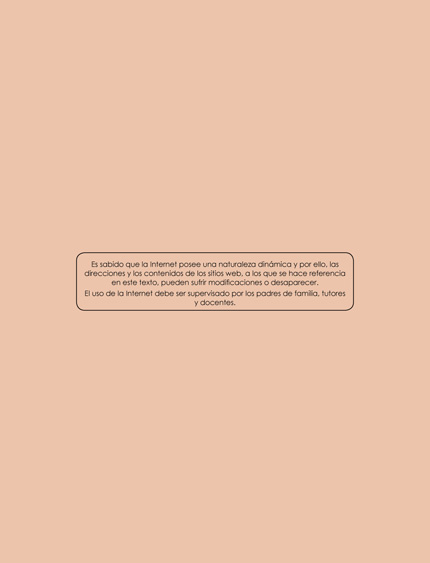 Es sabido que la Internet posee una naturaleza dinámica y por ello, las
direcciones y los contenidos de los sitios web, a los que se hace referencia
en este texto, pueden sufrir modificaciones o desaparecer.
El uso de la Internet debe ser supervisado por los padres de familia, tutores
y docentes.